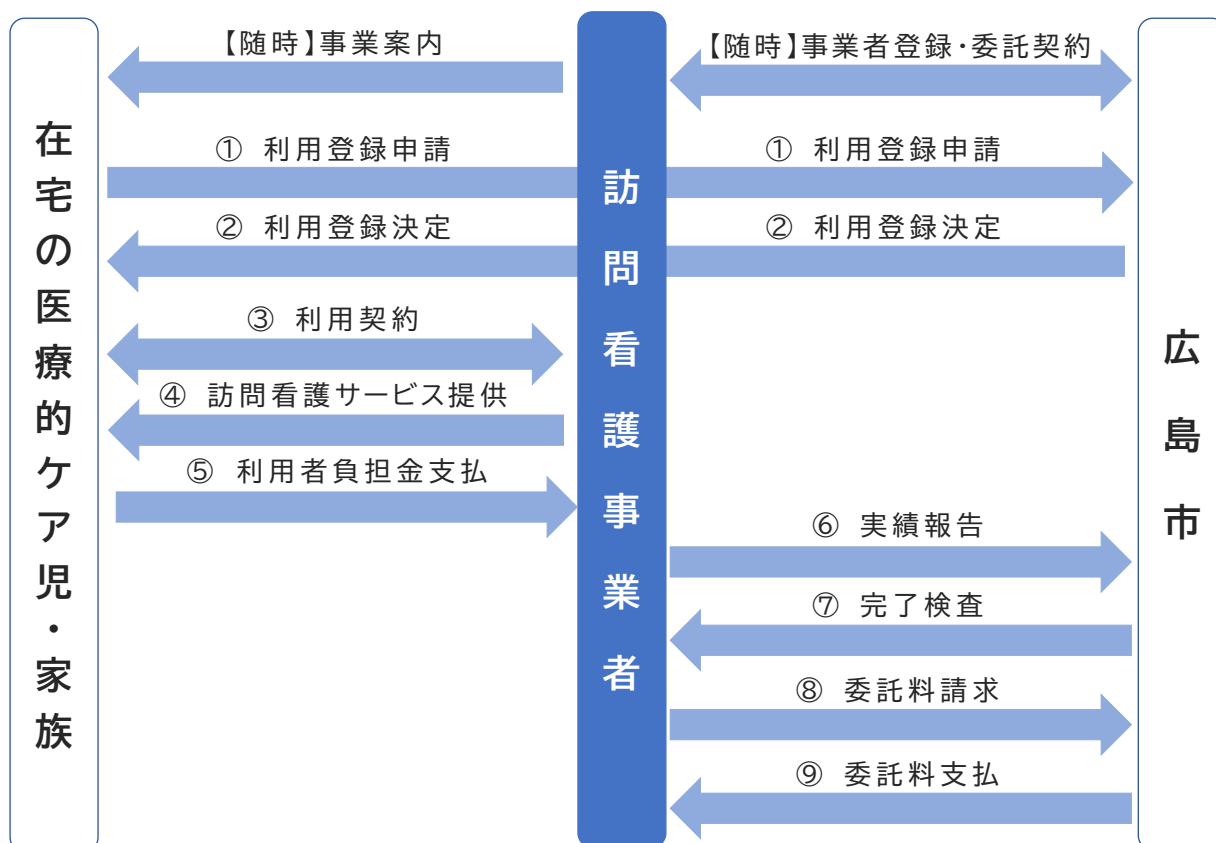 在宅の医療的ケア児・家族
訪問看護事業者
広島市
【随時】事業案内
【随時】事業者登録・委託契約
① 利用登録申請
① 利用登録申請
② 利用登録決定
② 利用登録決定
③ 利用契約
④ 訪問看護サービス提供
⑤ 利用者負担金支払
⑥ 実績報告
⑦ 完了検査
⑧ 委託料請求
⑨ 委託料支払